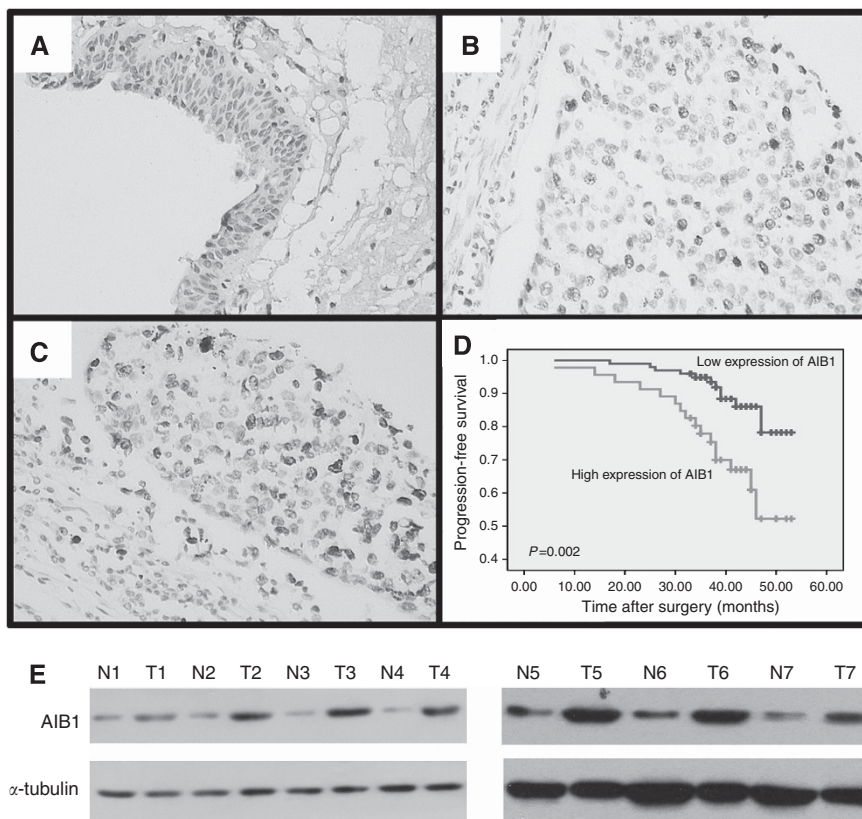 A
B
C
D
1.0
0.9
0.8
0.7
0.6
0.5
0.4
Progression-free survival
Low expression of AIB1
High expression of AIB1
P=0.002
0.00 10.00 20.00 30.00 40.00 50.00 60.00
Time after surgery (months)
E
N1 T1 N2 T2 N3 T3 N4 T4 N5 T5 N6 T6 N7 T7
AIB1
α-tubulin